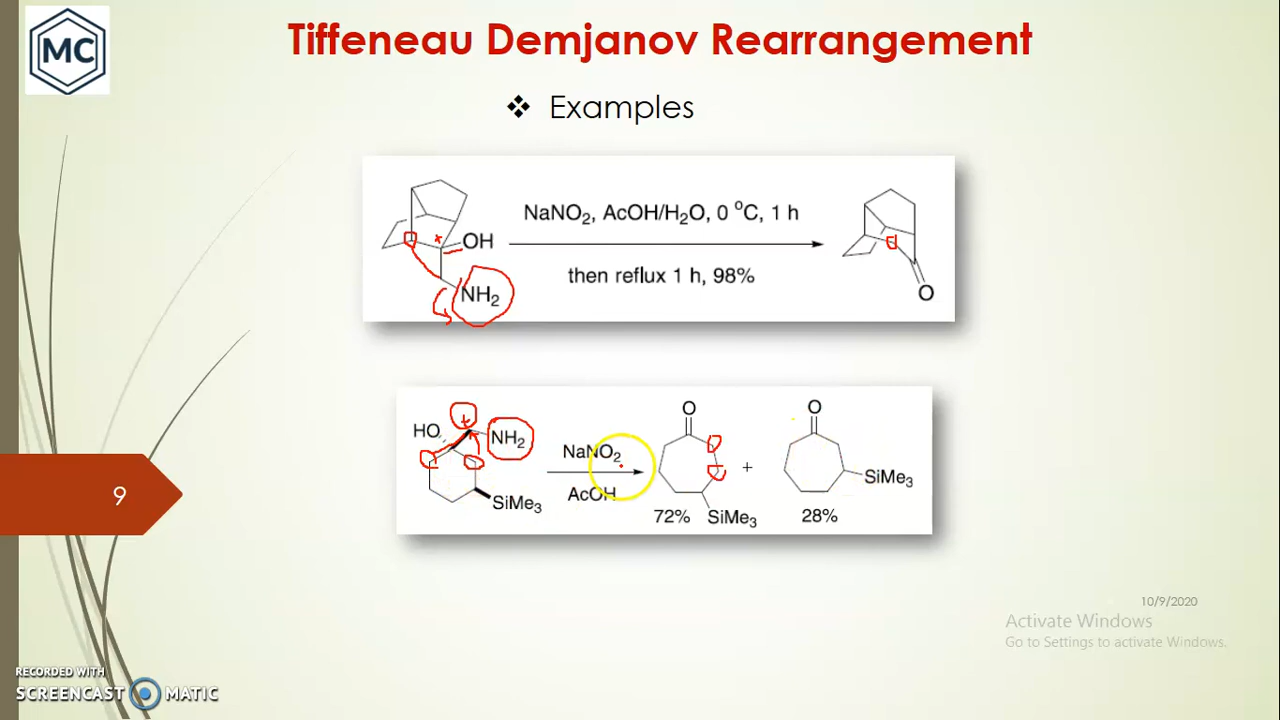 MC
Tiffeneau Demjanov Rearrangement
❖ Examples
NaNO₂, AcOH/H₂O, 0 °C, 1 h
OH
then reflux 1 h, 98%
NH₂
O
O O
HO NH₂
NaNO₂
+
AcOH
SiMe₃
SiMe₃
72% SiMe₃ 28%
9
10/9/2020
Activate Windows
Go to Settings to activate Windows.
RECORDED WITH
SCREENCAST MATIC